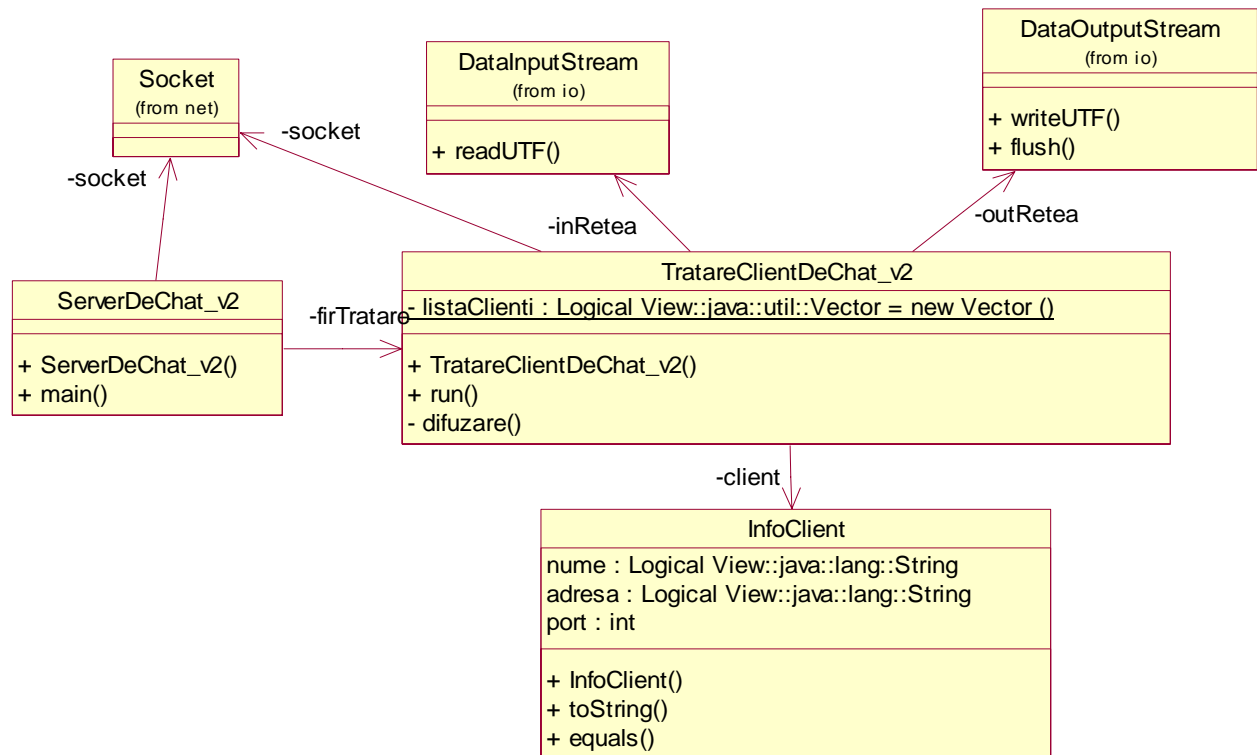 DataOutputStream
(from io)
+ writeUTF()
+ flush()
DataInputStream
(from io)
+ readUTF()
Socket
(from net)
-socket
-socket
-inRetea
-outRetea
ServerDeChat_v2
+ ServerDeChat_v2()
+ main()
-firTratare
TratareClientDeChat_v2
- listaClienti : Logical View::java::util::Vector = new Vector ()
+ TratareClientDeChat_v2()
+ run()
- difuzare()
-client
InfoClient
nume : Logical View::java::lang::String
adresa : Logical View::java::lang::String
port : int
+ InfoClient()
+ toString()
+ equals()